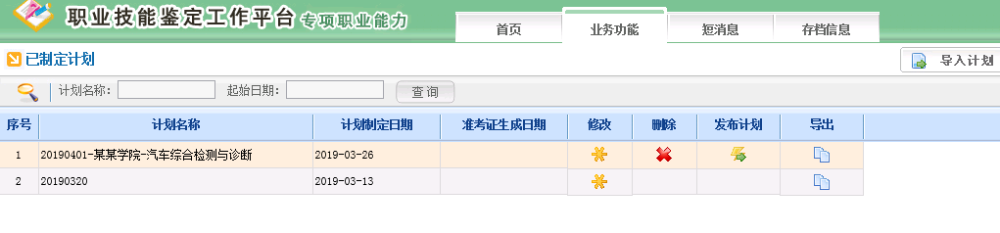 职业技能鉴定工作平台 专项职业能力
首页 业务功能 短消息 存档信息
已制定计划 导入计划
计划名称: 起始日期: 查询
序号 计划名称 计划制定日期 准考证生成日期 修改 删除 发布计划 导出
1 20190401-某某学院-汽车综合检测与诊断 2019-03-26
2 20190320 2019-03-13